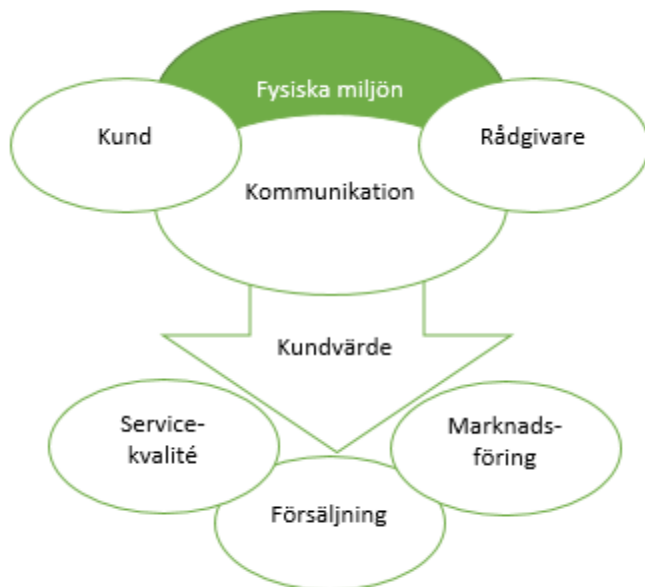 Fysiska miljön
Kund
Rådgivare
Kommunikation
Kundvärde
Service-
kvalité
Marknads-
föring
Försäljning